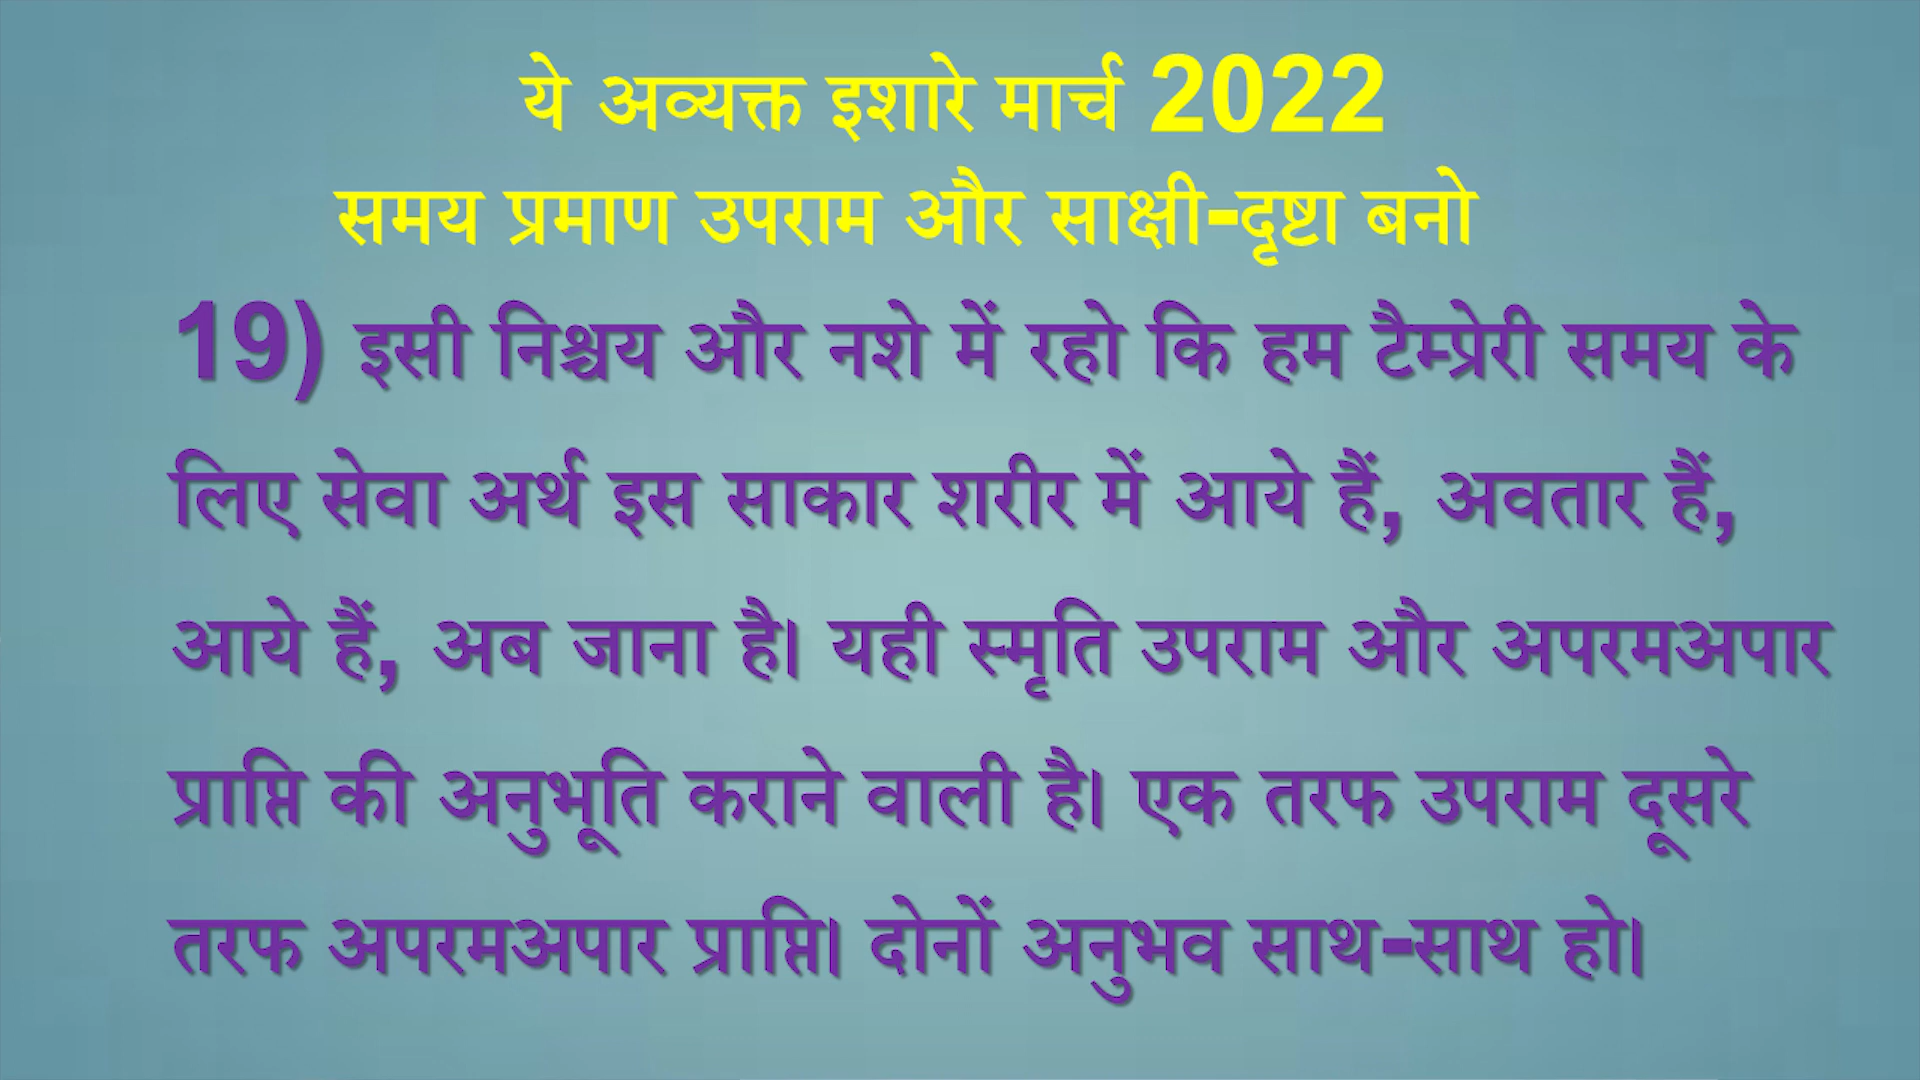 ये अव्यक्त इशारे मार्च 2022
समय प्रमाण उपराम और साक्षी-दृष्टा बनो
19) इसी निश्चय और नशे में रहो कि हम टैम्प्रेरी समय के
लिए सेवा अर्थ इस साकार शरीर में आये हैं, अवतार हैं,
आये हैं, अब जाना है। यही स्मृति उपराम और अपरमअपार
प्राप्ति की अनुभूति कराने वाली है। एक तरफ उपराम दूसरे
तरफ अपरमअपार प्राप्ति। दोनों अनुभव साथ-साथ हो।